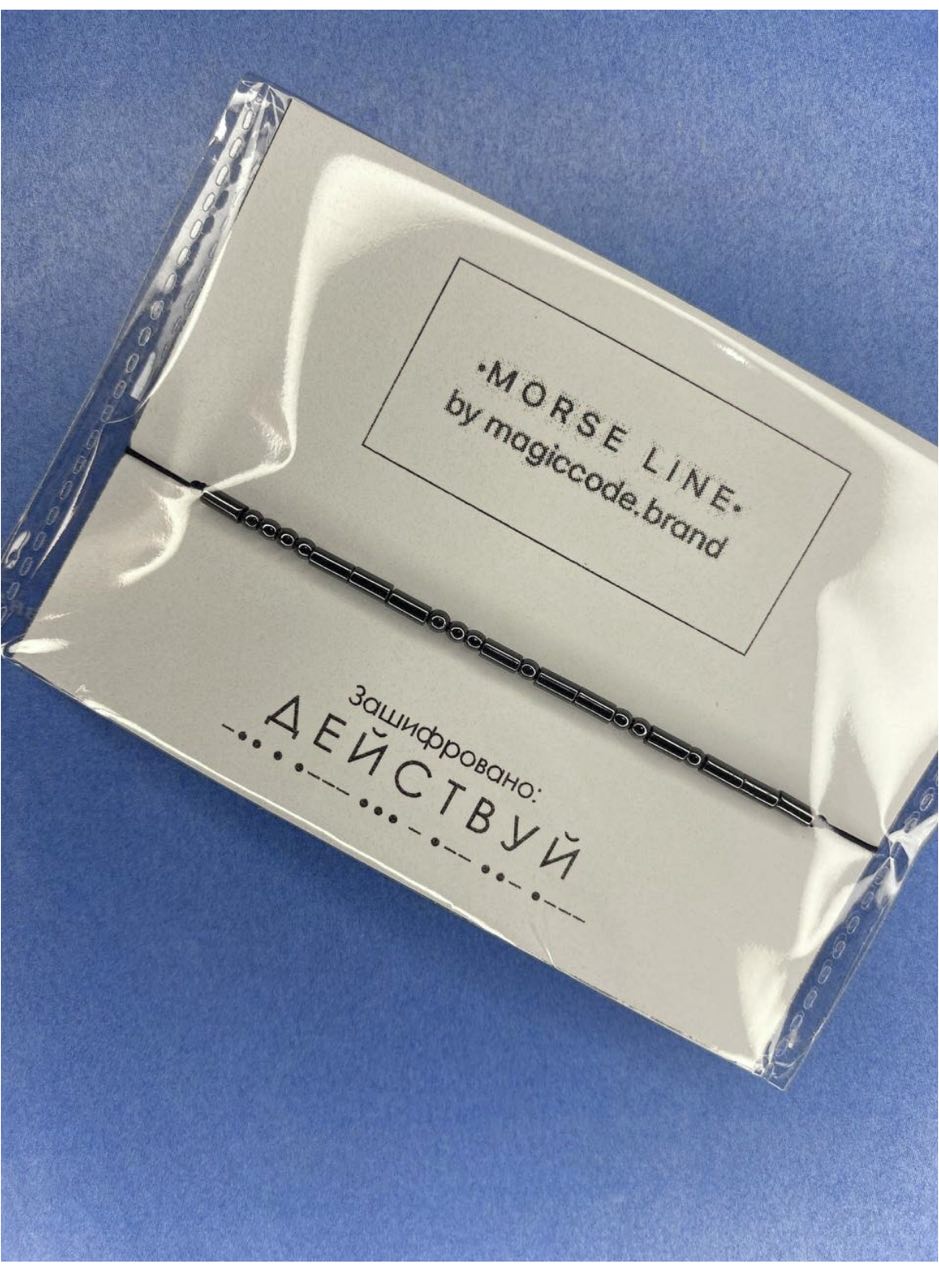 •MORSE LINE•
by magiccode.brand
Зашифровано:
ДЕЙСТВУЙ
–•• • •––– ••• – •–– ••– •–––